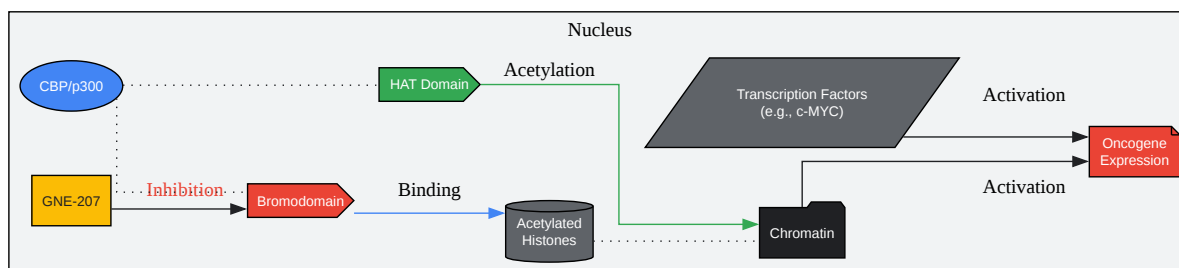 Nucleus
CBP/p300
HAT Domain
Acetylation
Transcription Factors
(e.g., c-MYC)
Activation
Oncogene
Expression
GNE-207
Inhibition
Bromodomain
Binding
Acetylated
Histones
Chromatin
Activation